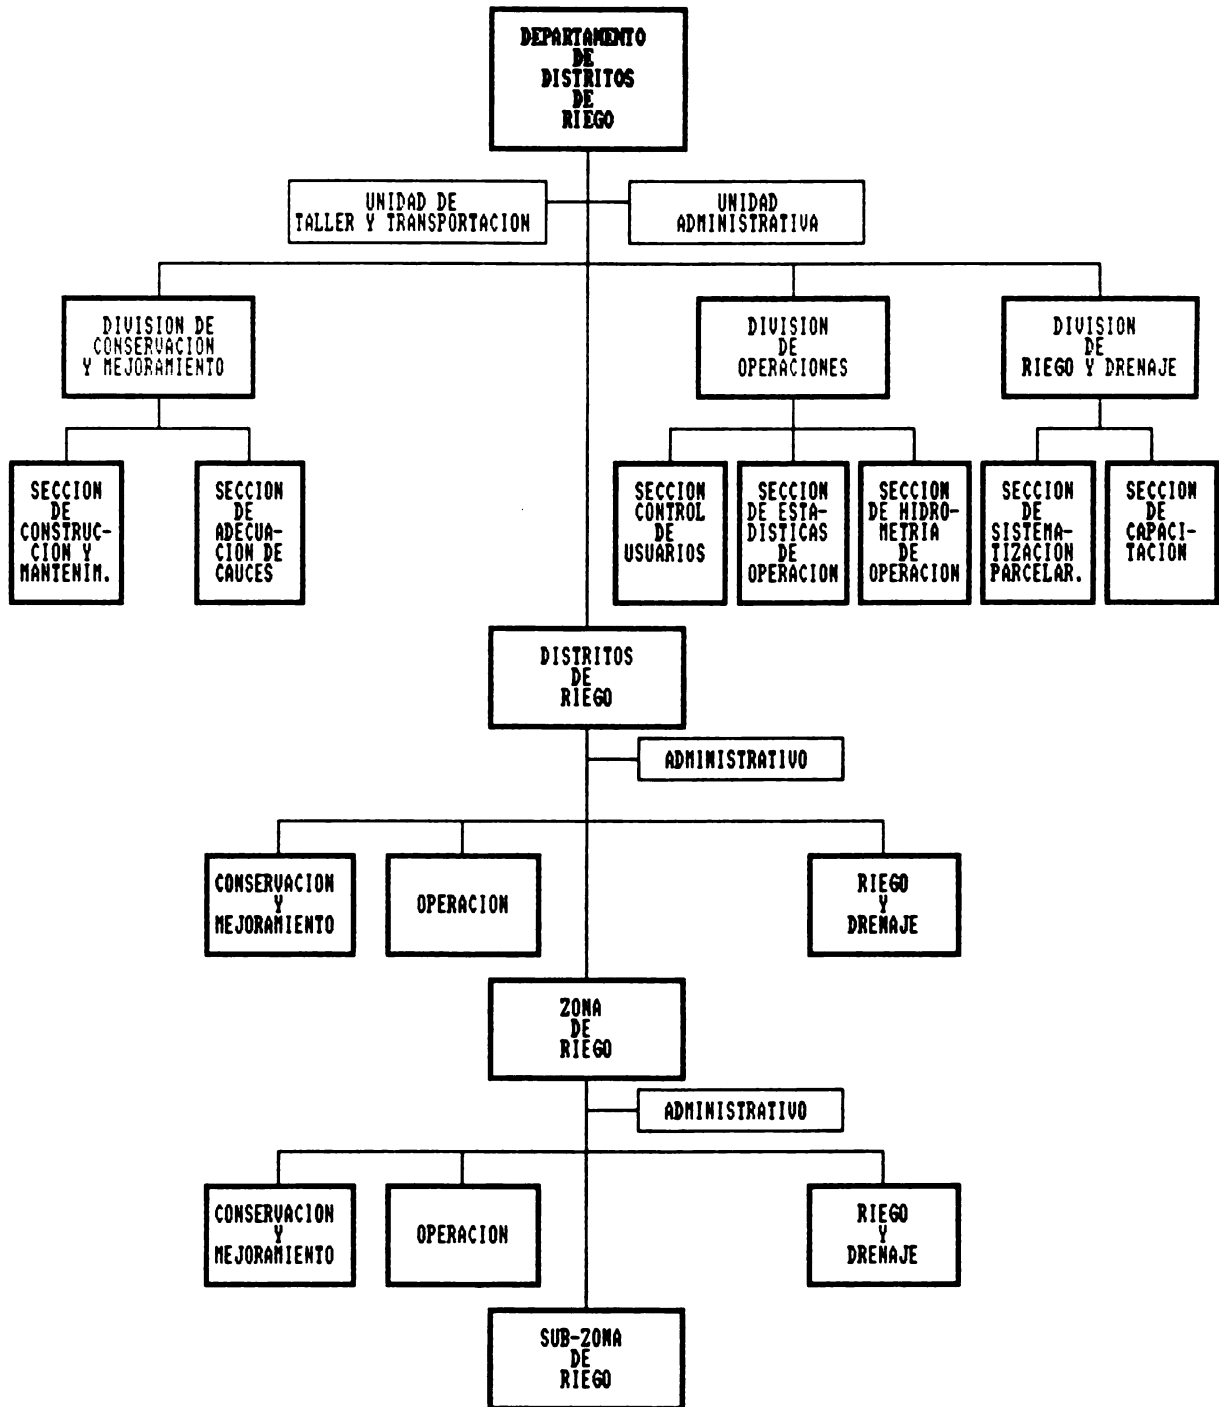 DEPARTAMENTO
DE
DISTRITOS
DE
RIEGO
UNIDAD DE
TALLER Y TRANSPORTACION
UNIDAD
ADMINISTRATIVA
DIVISION DE
CONSERVACION
Y MEJORAMIENTO
DIVISION
DE
OPERACIONES
DIVISION
DE
RIEGO Y DRENAJE
SECCION
DE
CONSTRUC-
CION Y
MANTENIM.
SECCION
DE
ADECUA-
CION DE
CAUCES
SECCION
CONTROL
DE
USUARIOS
SECCION
DE ESTA-
DISTICAS
DE
OPERACION
SECCION
DE HIDRO-
METRIA
DE
OPERACION
SECCION
DE
SISTEMA-
TIZACION
PARCELAR.
SECCION
DE
CAPACI-
TACION
DISTRITOS
DE
RIEGO
ADMINISTRATIVO
CONSERVACION
Y
MEJORAMIENTO
OPERACION
RIEGO
Y
DRENAJE
ZONA
DE
RIEGO
ADMINISTRATIVO
CONSERVACION
Y
MEJORAMIENTO
OPERACION
RIEGO
Y
DRENAJE
SUB-ZONA
DE
RIEGO